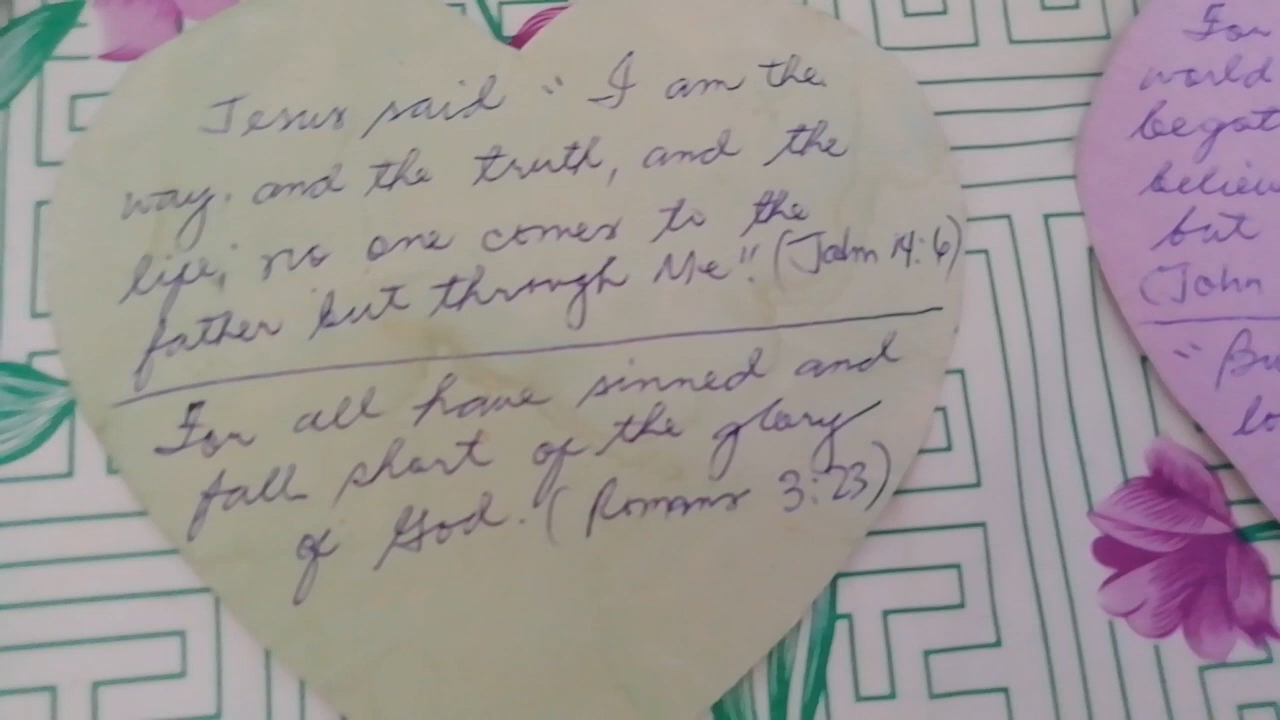 Jesus said "I am the
way. and the truth, and the
life; no one comes to the
father but through Me". (John 14:6)
For all have sinned and
fall short of the glory
of God. (Romans 3:23)
For
world
begot
believ
but
(John
"Bu
lo